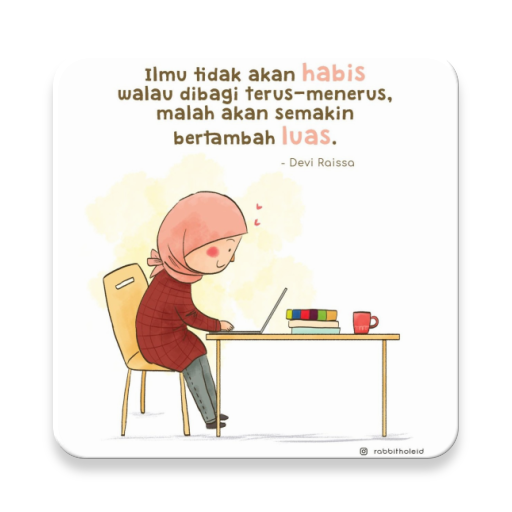 Ilmu tidak akan habis
walau dibagi terus-menerus,
malah akan semakin
bertambah luas.
- Devi Raissa
rabbitholeid